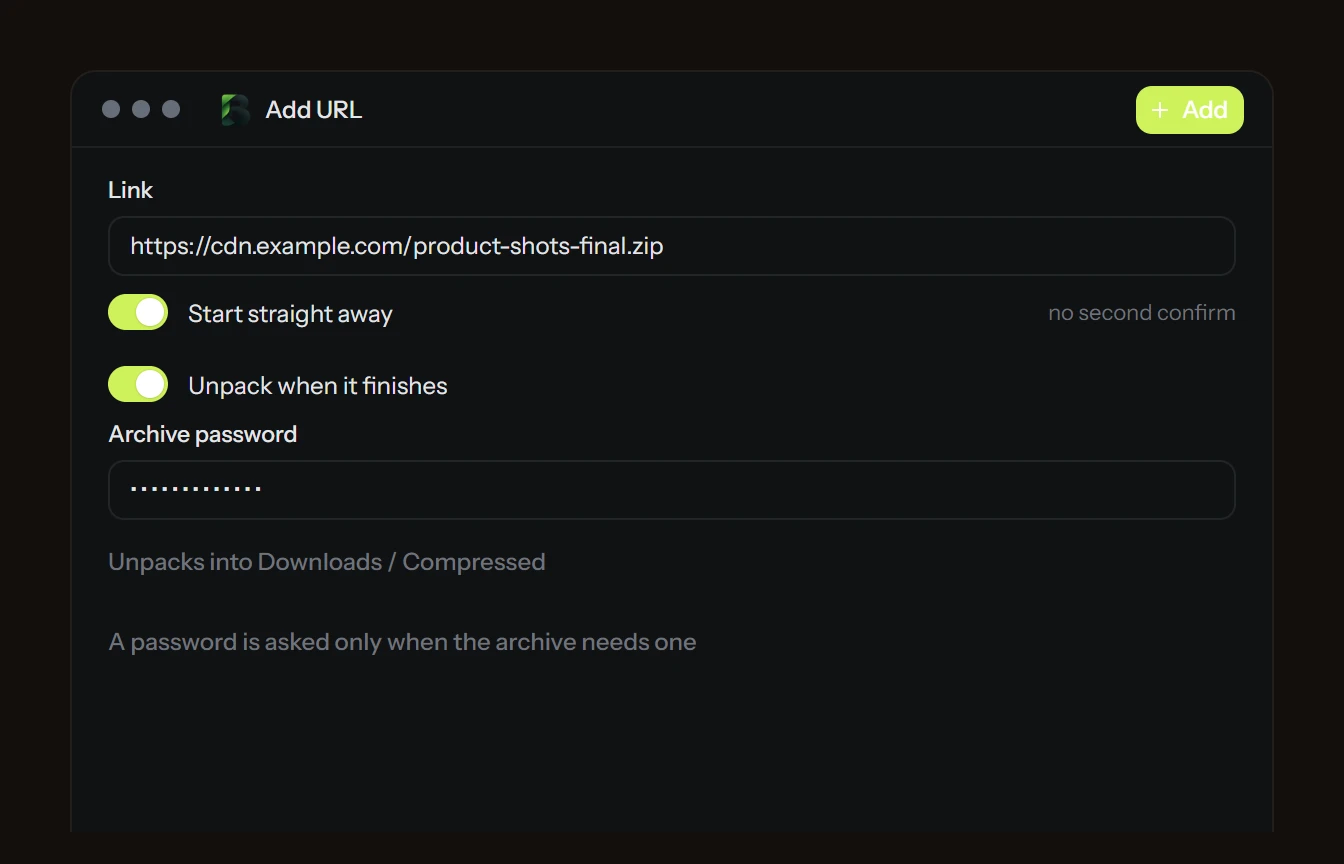 Add URL
+ Add
Link
https://cdn.example.com/product-shots-final.zip
Start straight away
no second confirm
Unpack when it finishes
Archive password
·············
Unpacks into Downloads / Compressed
A password is asked only when the archive needs one